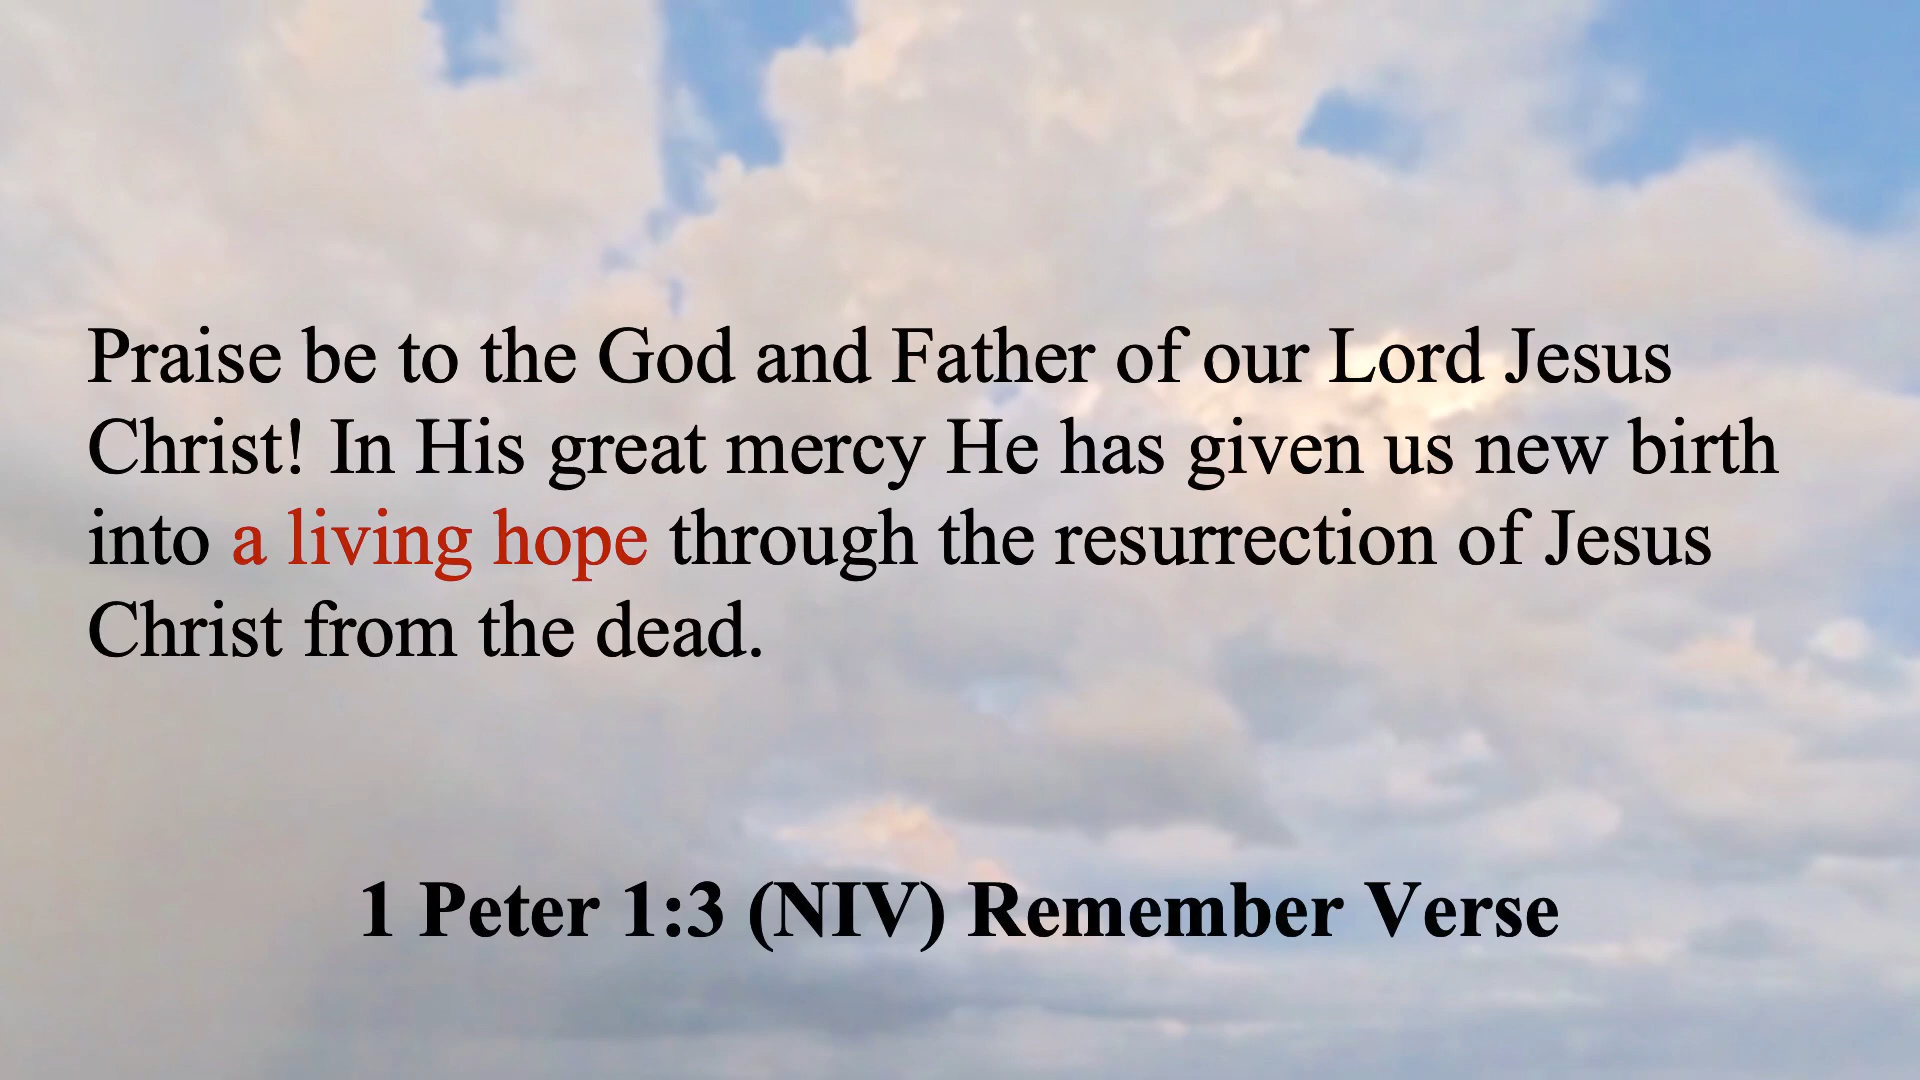 Praise be to the God and Father of our Lord Jesus
Christ! In His great mercy He has given us new birth
into a living hope through the resurrection of Jesus
Christ from the dead.
1 Peter 1:3 (NIV) Remember Verse